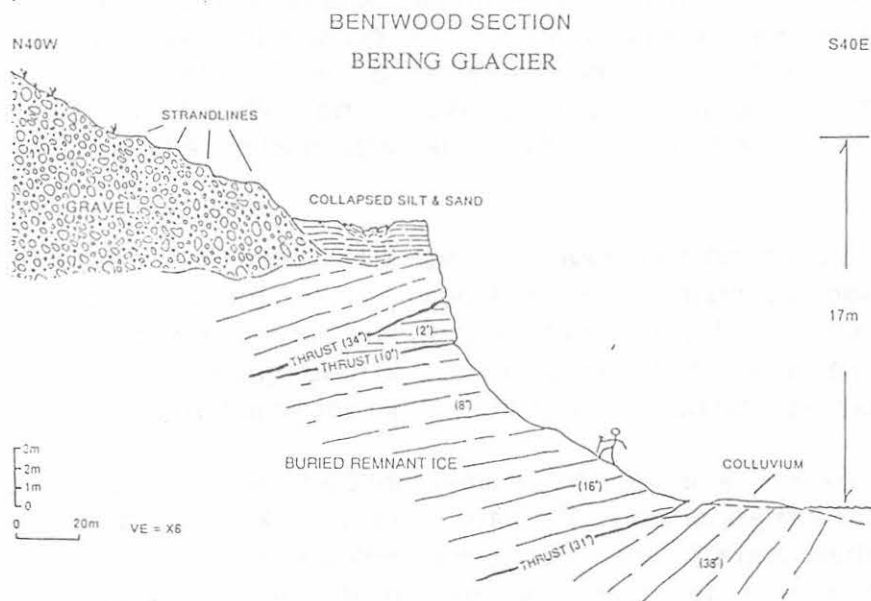 BENTWOOD SECTION
BERING GLACIER
N40W
S40E
STRANDLINES
GRAVEL
COLLAPSED SILT & SAND
17m
(2°)
THRUST (34°)
THRUST (10°)
(8°)
BURIED REMNANT ICE
(16°)
COLLUVIUM
THRUST (31°)
(38°)
3m
2m
1m
0
0 20m
VE = X6